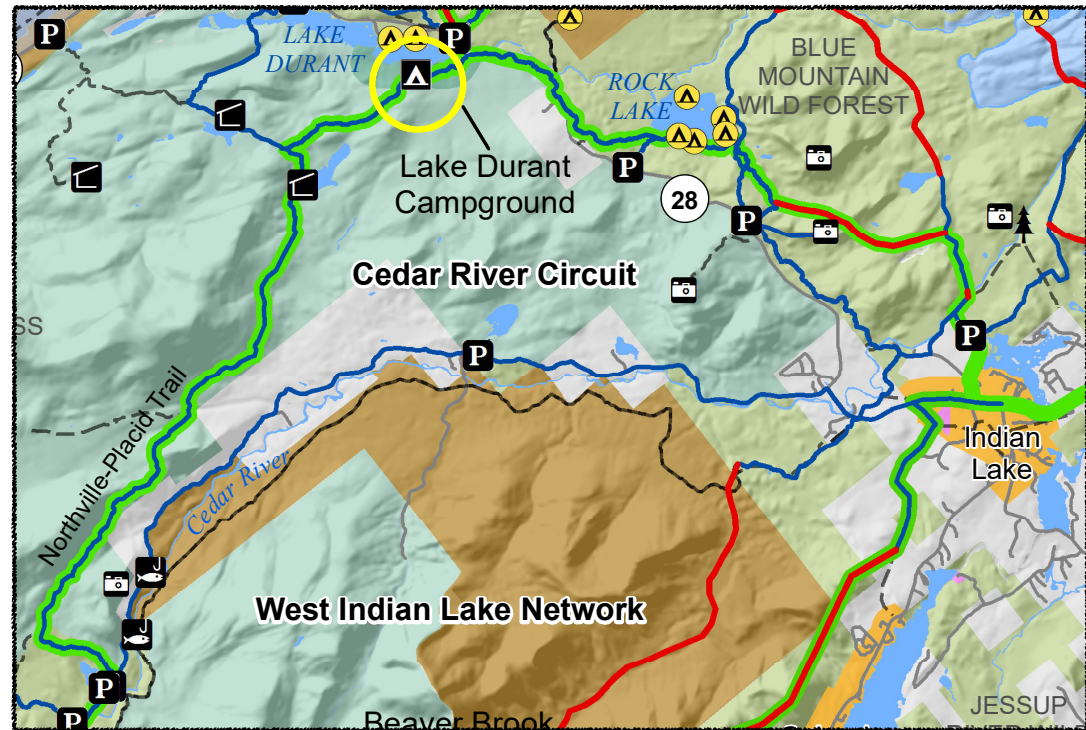 P
LAKE
DURANT
P
BLUE
MOUNTAIN
WILD FOREST
ROCK
LAKE
Lake Durant
Campground
P
28
P
Cedar River Circuit
SS
P
P
Northville-Placid Trail
Cedar River
Indian
Lake
West Indian Lake Network
P
P
Beaver Brook
JESSUP